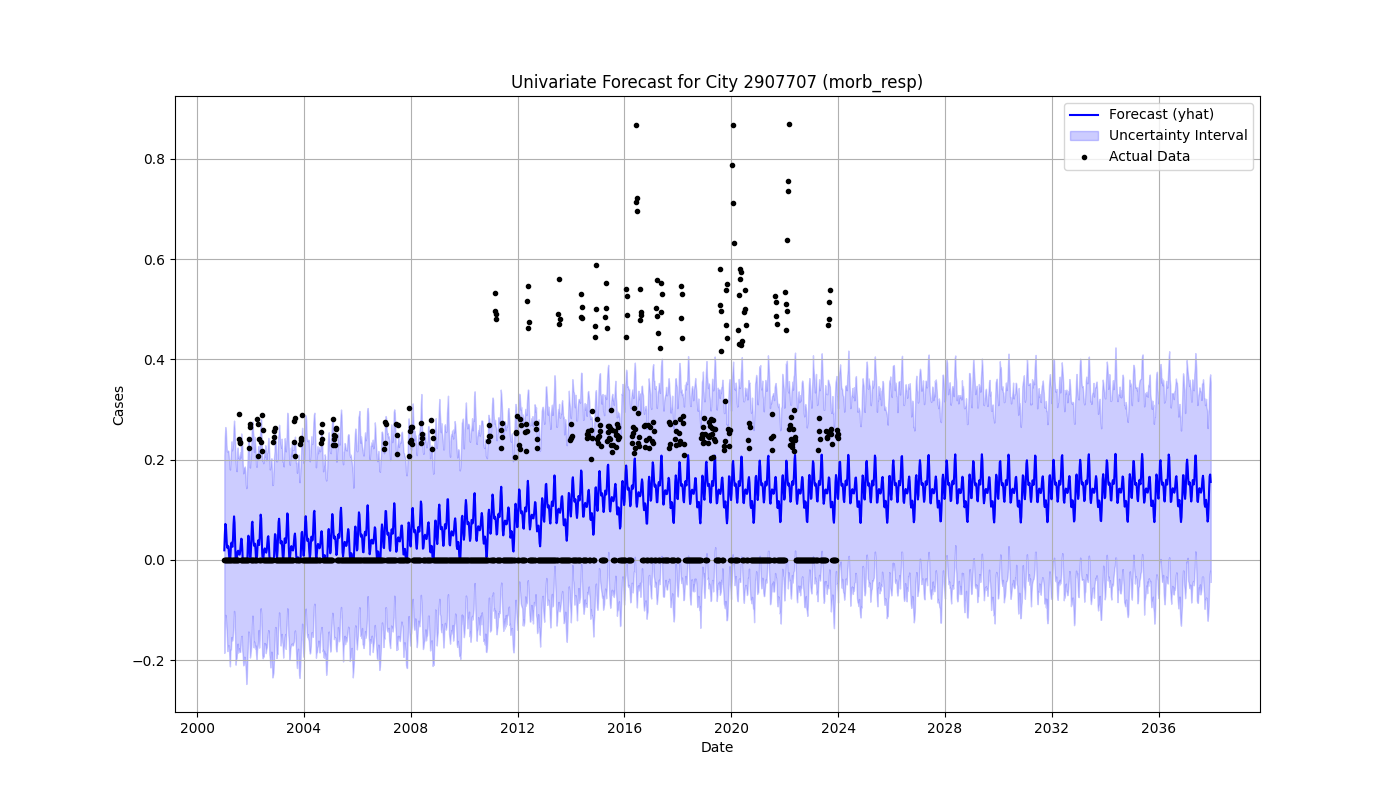 Univariate Forecast for City 2907707 (morb_resp)
Forecast (yhat)
Uncertainty Interval
Actual Data
Cases
0.8
0.6
0.4
0.2
0.0
−0.2
2000 2004 2008 2012 2016 2020 2024 2028 2032 2036
Date